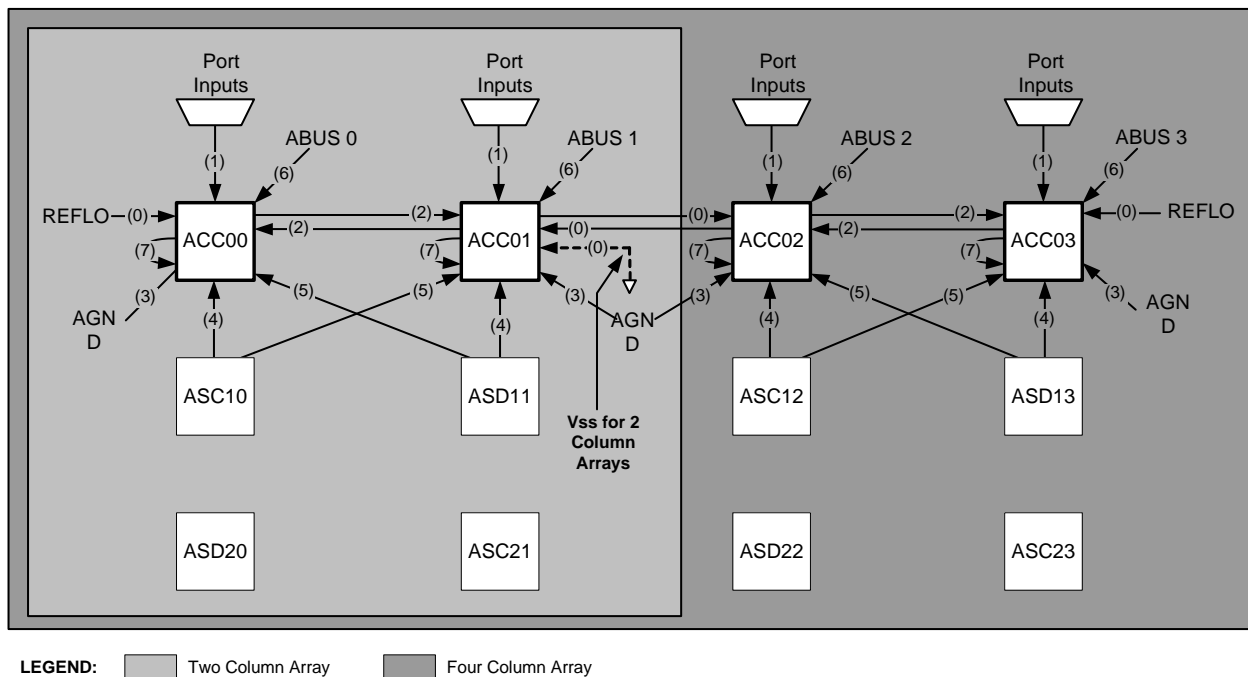 Port
Inputs
Port
Inputs
Port
Inputs
Port
Inputs
ABUS 0
ABUS 1
ABUS 2
ABUS 3
(1)
(6)
(1)
(6)
(1)
(6)
(1)
(6)
REFLO
(0)
ACC00
(2)
(2)
ACC01
(0)
(0)
ACC02
(2)
(2)
ACC03
(0)
REFLO
(7)
(7)
(0)
(7)
(7)
(3)
AGN
D
(4)
(5)
(5)
(4)
(3)
AGN
D
(3)
(4)
(5)
(5)
(4)
(3)
AGN
D
ASC10
ASD11
ASC12
ASD13
Vss for 2
Column
Arrays
ASD20
ASC21
ASD22
ASC23
LEGEND:
Two Column Array
Four Column Array